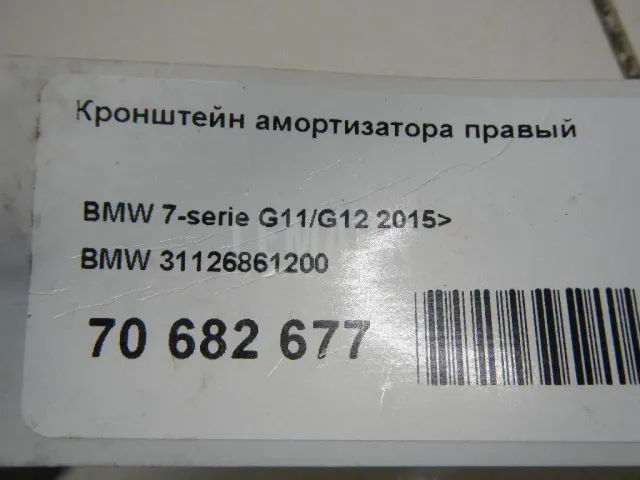 Кронштейн амортизатора правый
BMW 7-serie G11/G12 2015>
BMW 31126861200
70 682 677